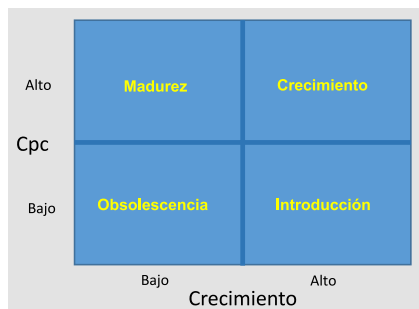 Alto
Madurez
Crecimiento
Cpc
Bajo
Obsolescencia
Introducción
Bajo
Alto
Crecimiento